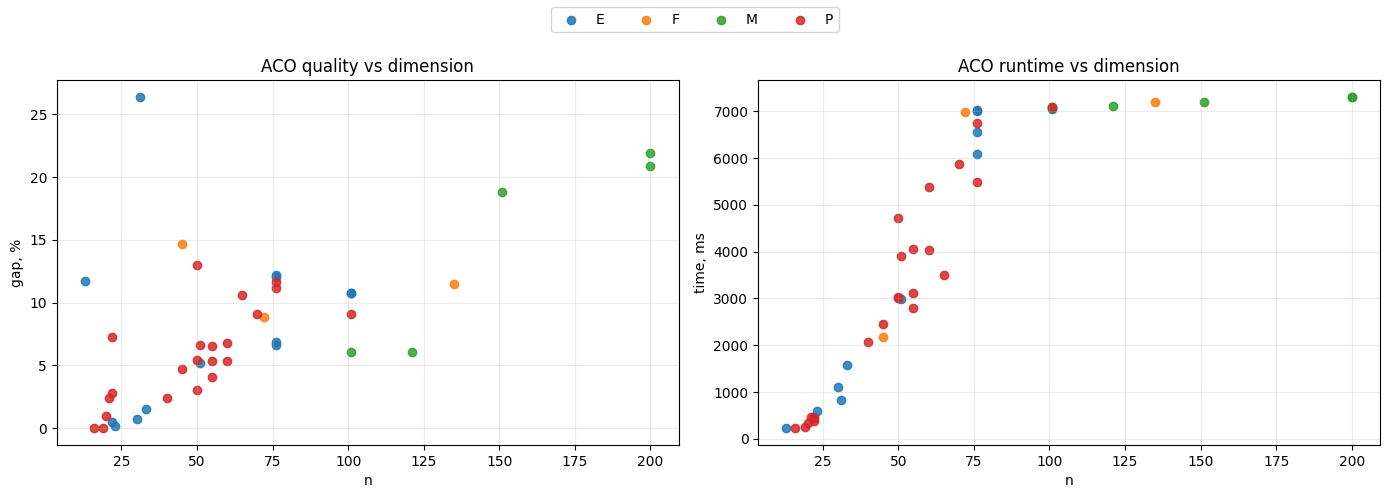 E F M P
ACO quality vs dimension
gap, %
25
20
15
10
5
0
25 50 75 100 125 150 175 200
n
ACO runtime vs dimension
time, ms
7000
6000
5000
4000
3000
2000
1000
0
25 50 75 100 125 150 175 200
n